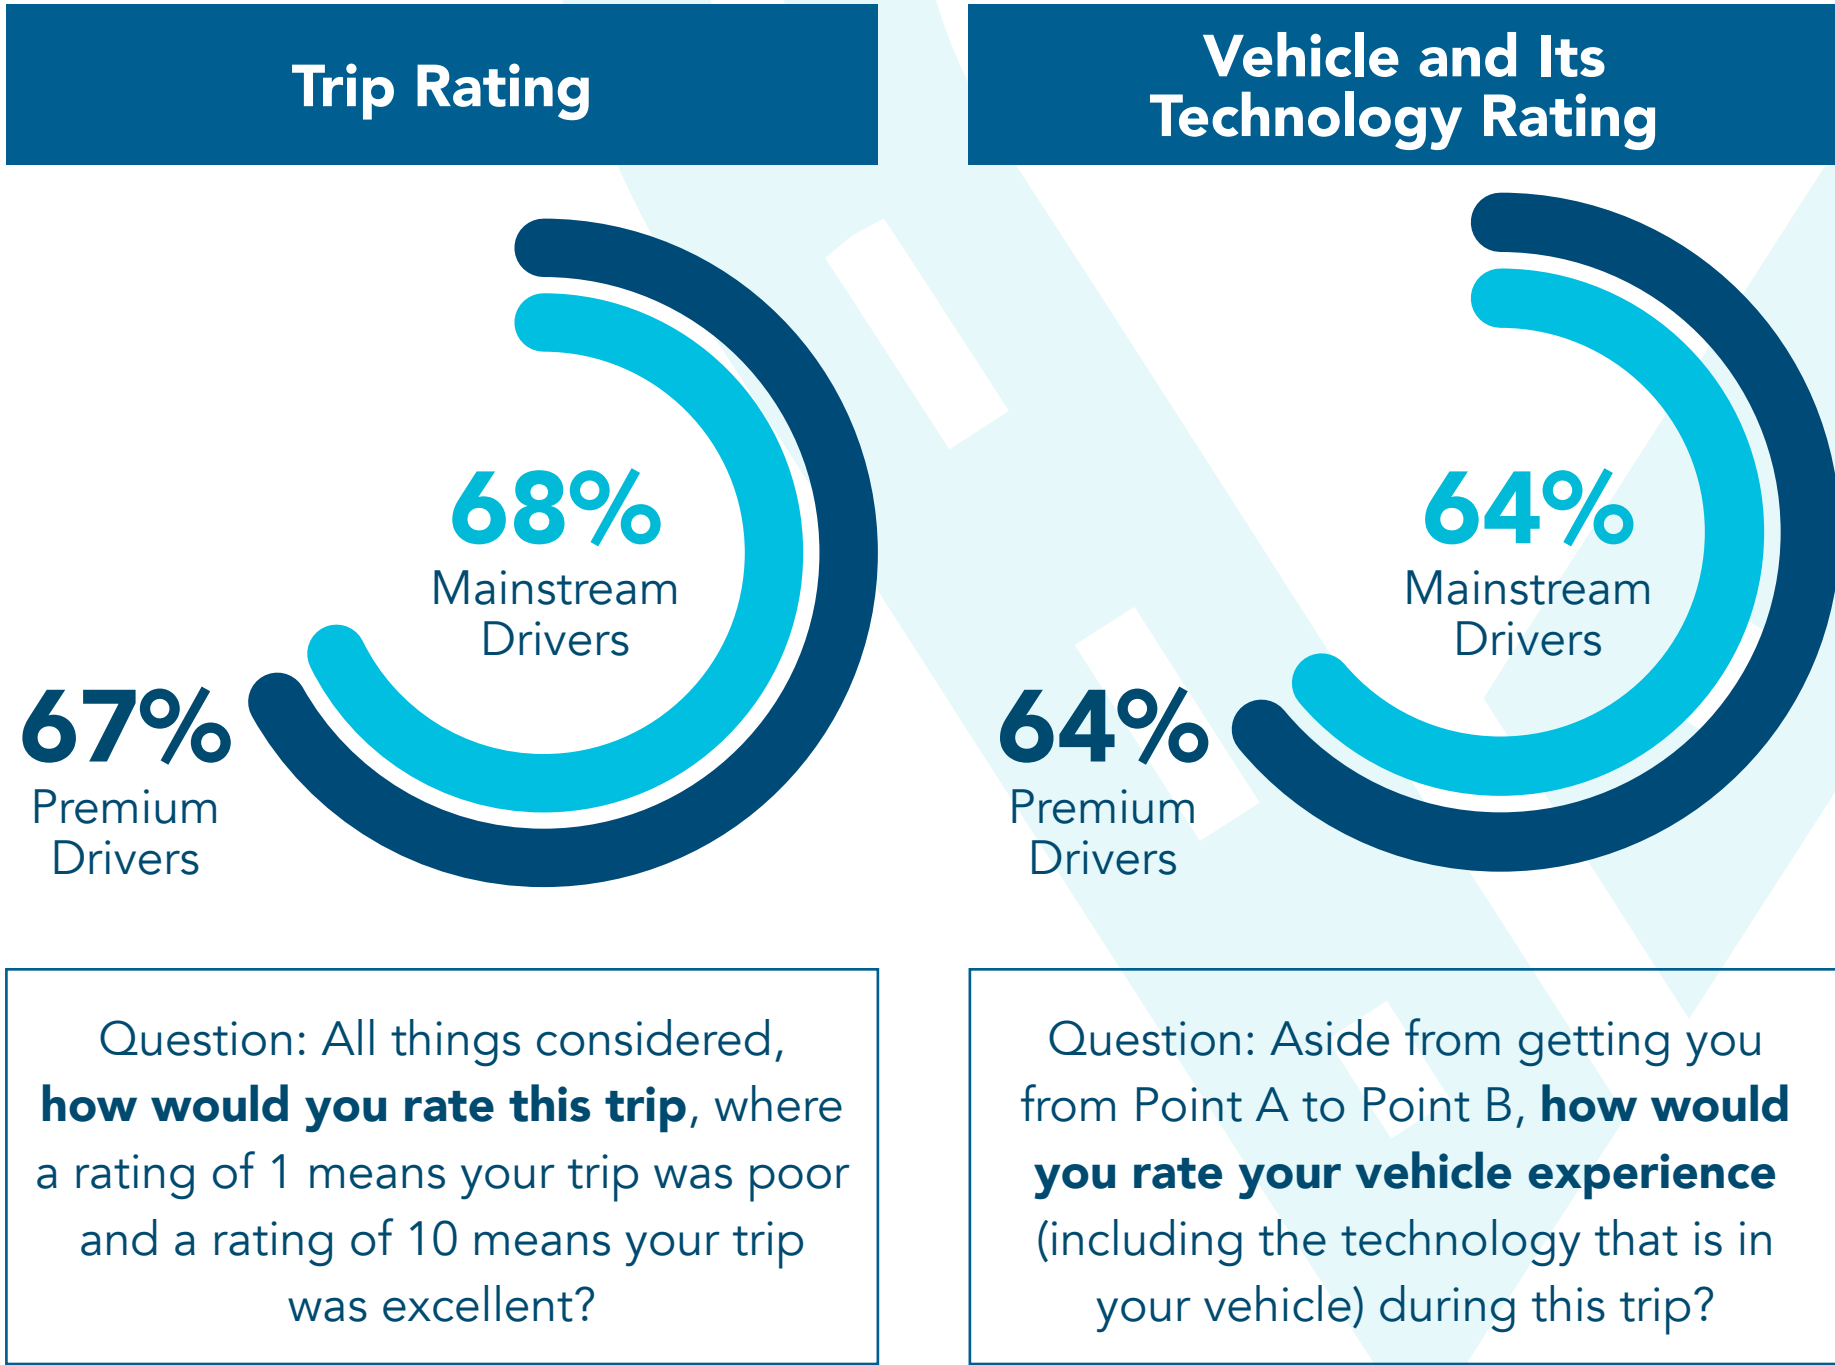 Trip Rating
68%
Mainstream
Drivers
67%
Premium
Drivers
Question: All things considered,
how would you rate this trip, where
a rating of 1 means your trip was poor
and a rating of 10 means your trip
was excellent?
Vehicle and Its
Technology Rating
64%
Mainstream
Drivers
64%
Premium
Drivers
Question: Aside from getting you
from Point A to Point B, how would
you rate your vehicle experience
(including the technology that is in
your vehicle) during this trip?